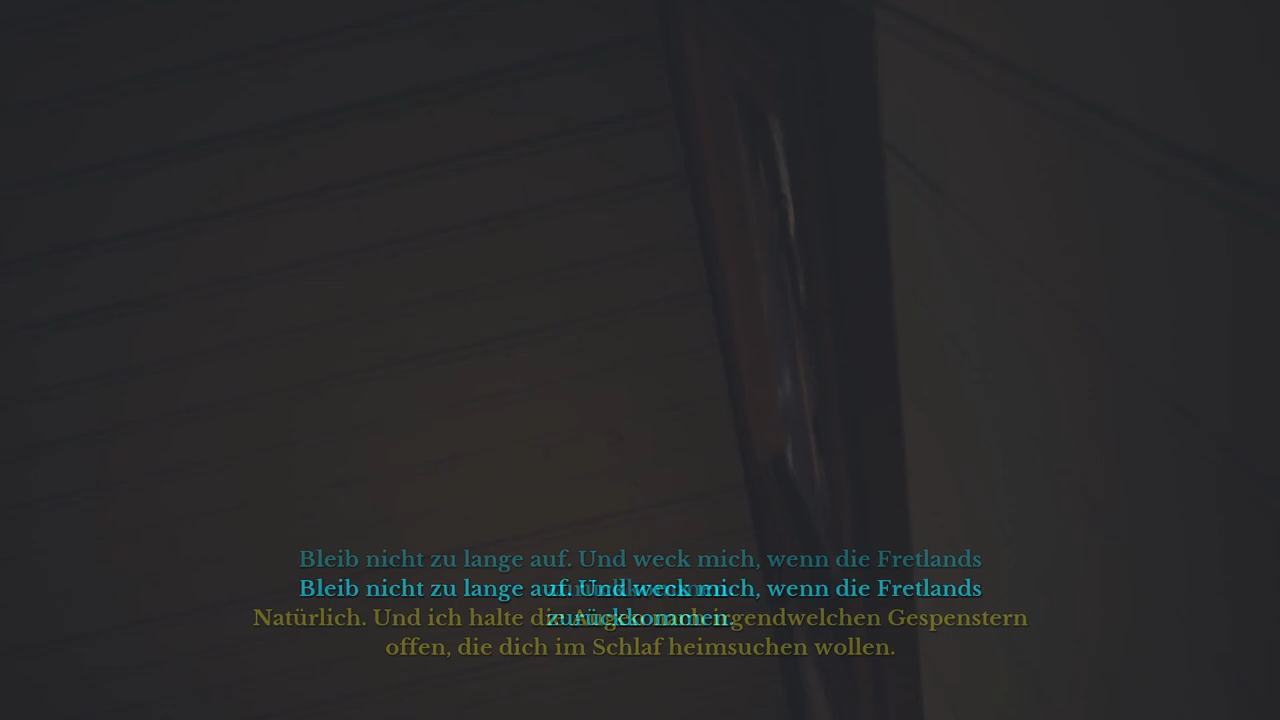 Bleib nicht zu lange auf. Und weck mich, wenn die Fretlands
zurückkommen.
Bleib nicht zu lange auf. Und weck mich, wenn die Fretlands
zurückkommen.
Natürlich. Und ich halte die Augen nach irgendwelchen Gespenstern
offen, die dich im Schlaf heimsuchen wollen.